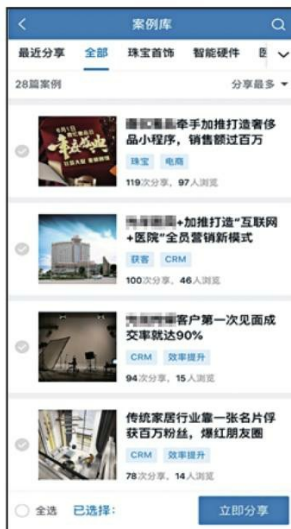 案例库
最近分享 全部 珠宝首饰 智能硬件
28篇案例 分享最多
牵手加推打造奢侈
品小程序，销售额过百万
珠宝 电商
119次分享，97人浏览
+加推打造“互联网
+医院”全员营销新模式
获客 CRM
100次分享，46人浏览
客户第一次见面成
交率就达90%
CRM 效率提升
94次分享，15人浏览
传统家居行业靠一张名片俘
获百万粉丝，爆红朋友圈
CRM 效率提升
78次分享，14人浏览
全选 已选择： 立即分享